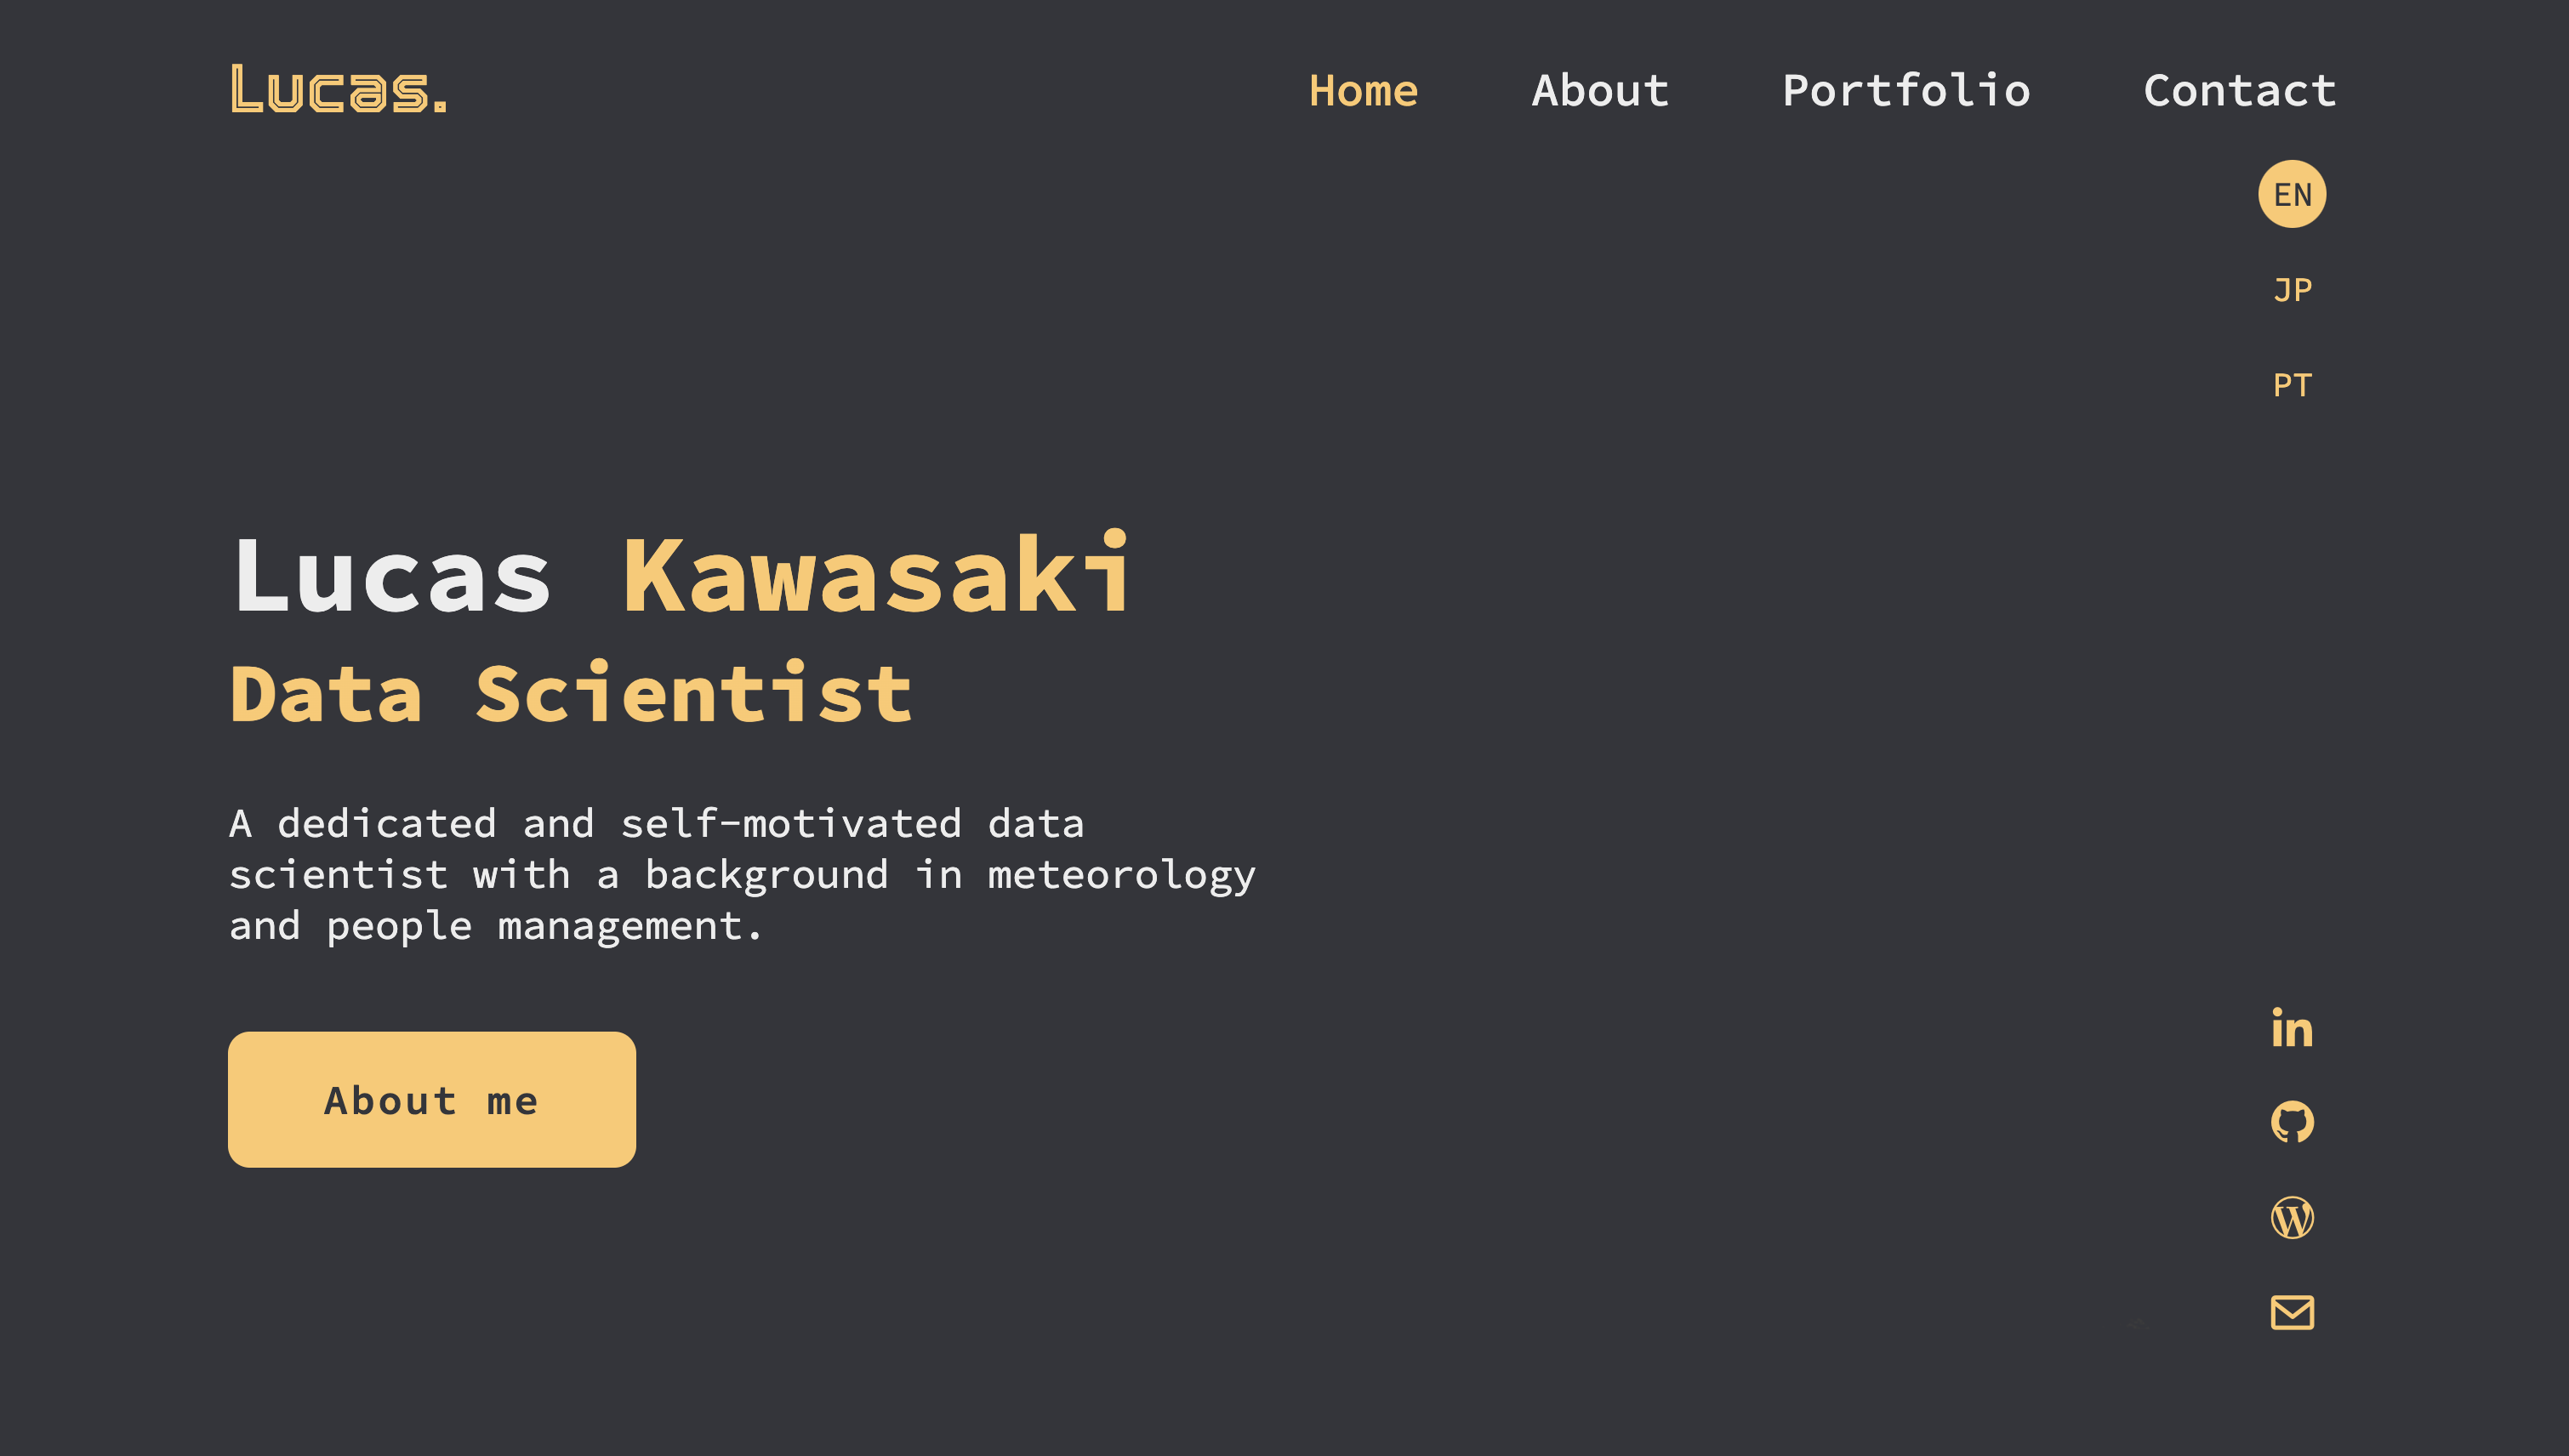 Lucas.
Home About Portfolio Contact
EN
JP
PT
Lucas Kawasaki
Data Scientist
A dedicated and self-motivated data
scientist with a background in meteorology
and people management.
in
About me